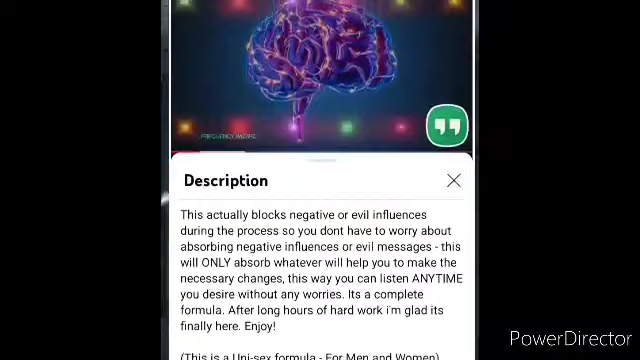 Description
This actually blocks negative or evil influences
during the process so you dont have to worry about
absorbing negative influences or evil messages - this
will ONLY absorb whatever will help you to make the
necessary changes, this way you can listen ANYTIME
you desire without any worries. Its a complete
formula. After long hours of hard work i'm glad its
finally here. Enjoy!
(This is a Uni-sex formula - For Men and Women)
PowerDirector